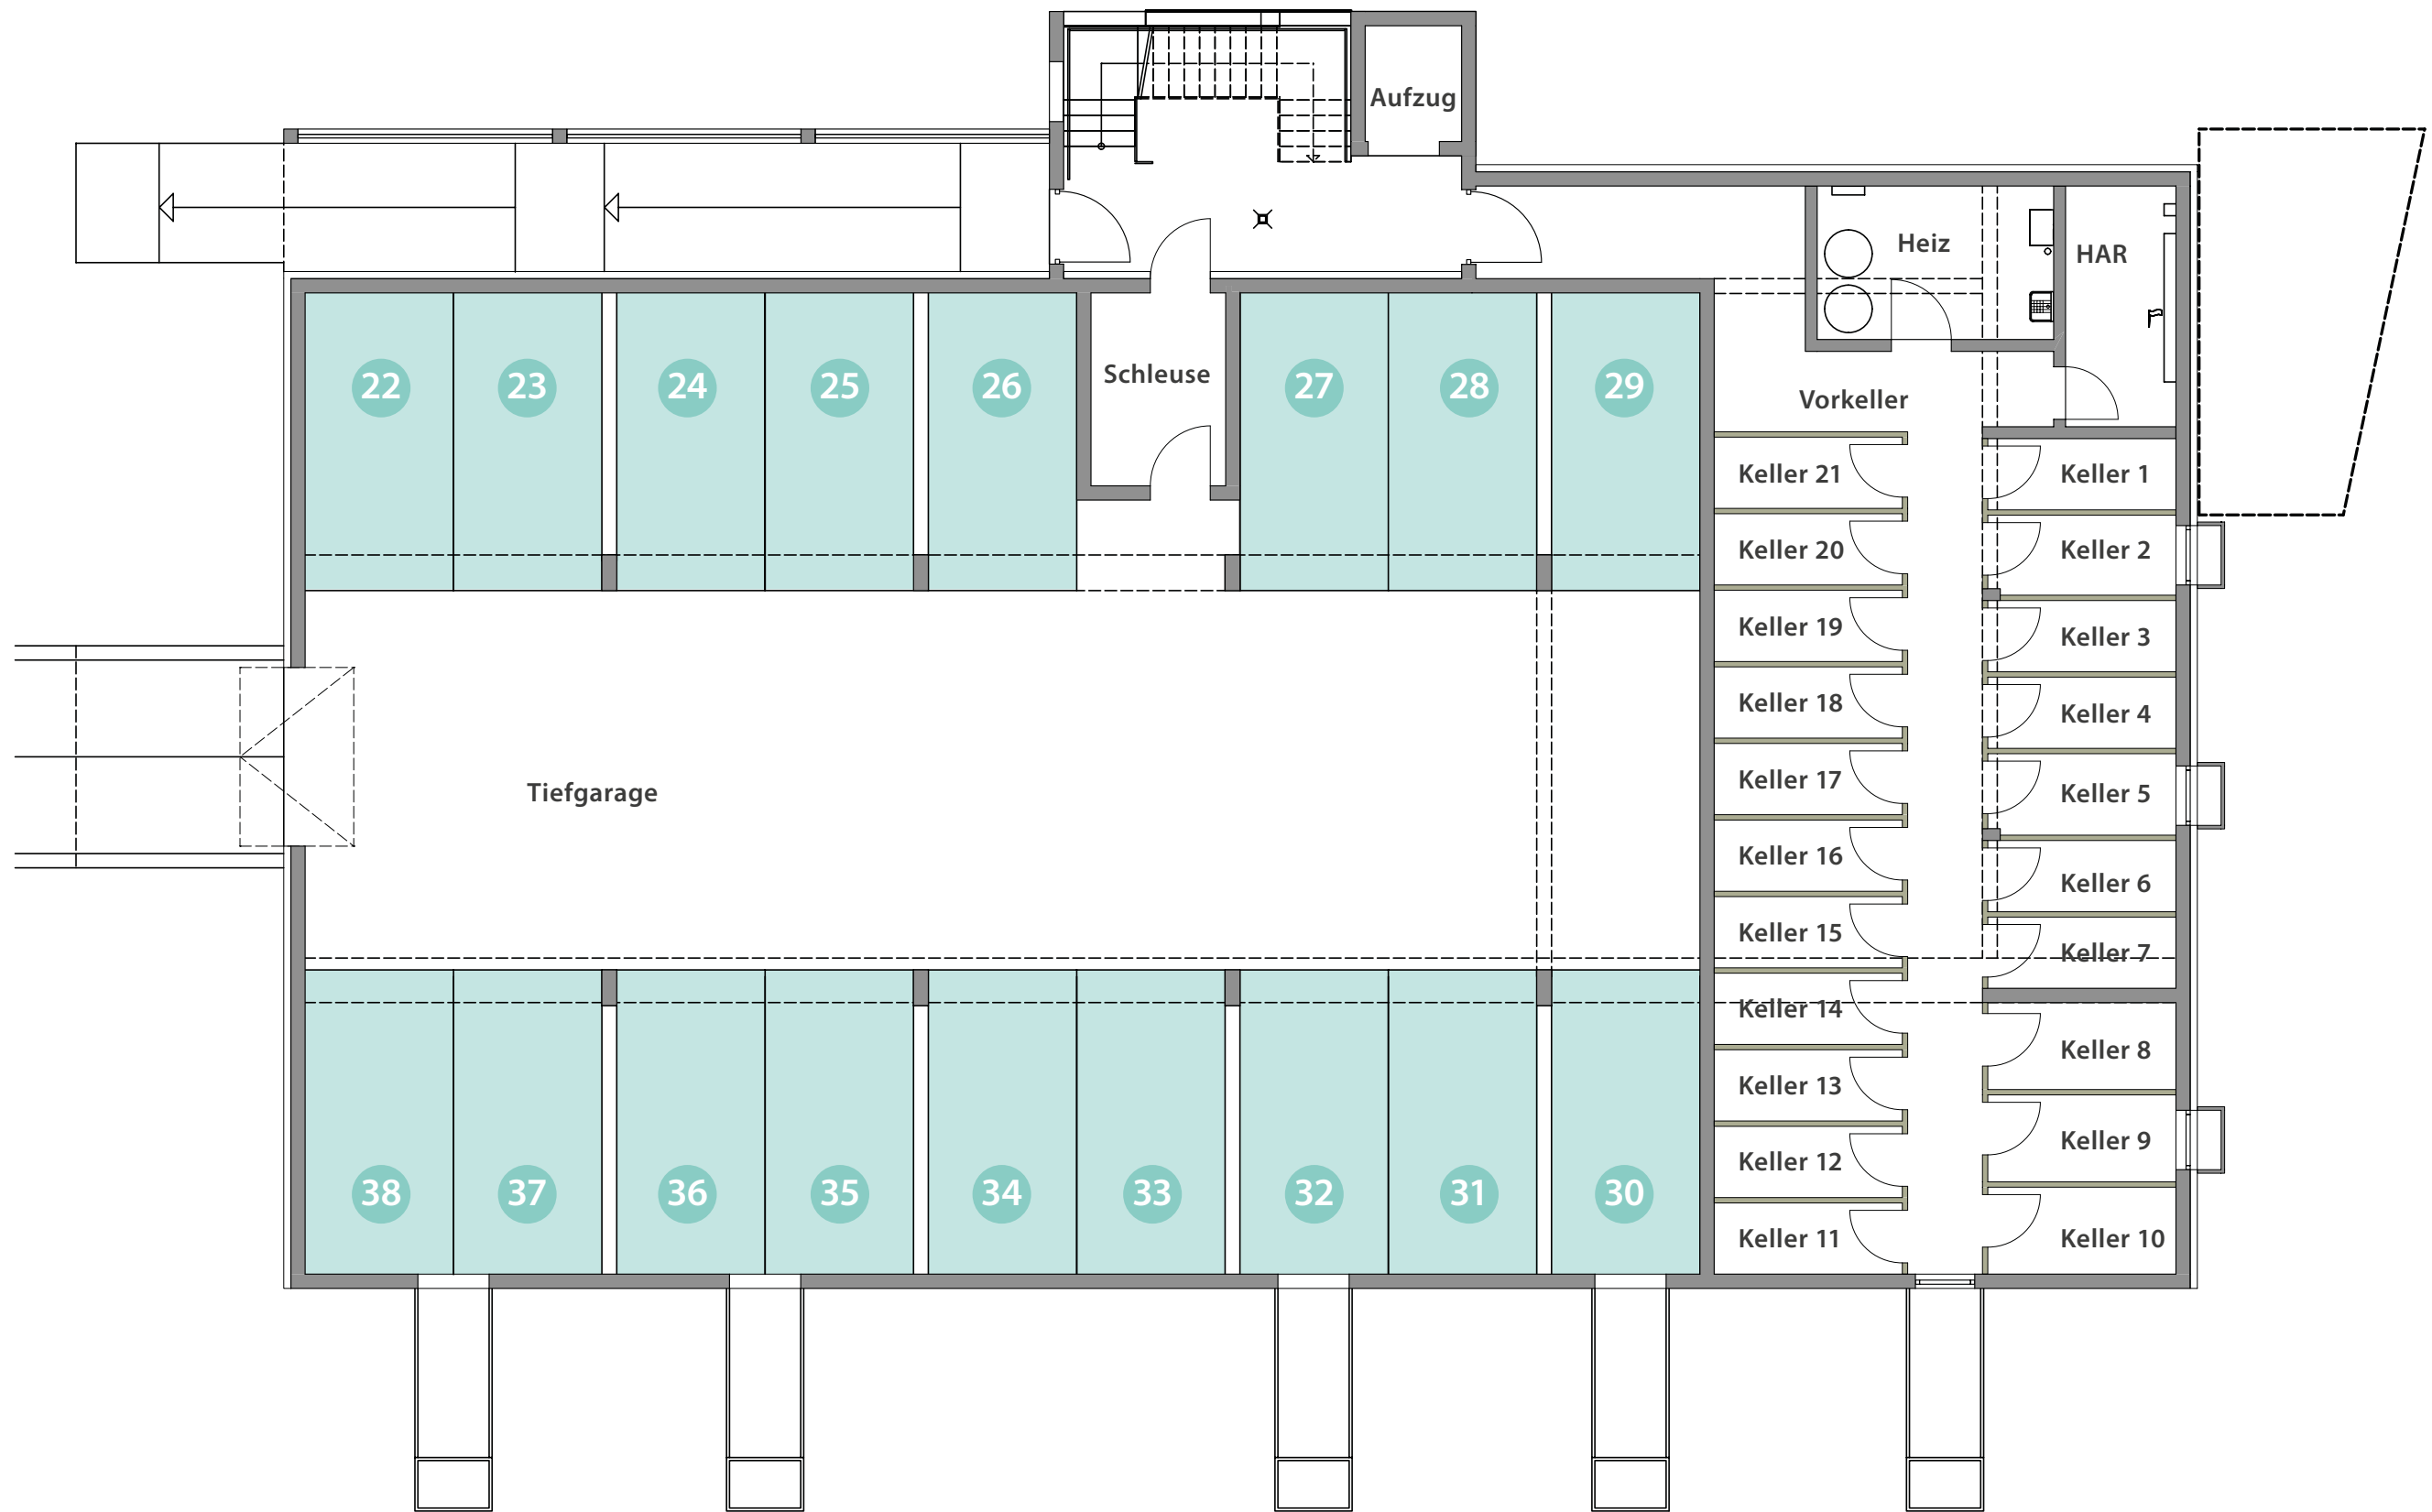 Aufzug
Heiz
HAR
22
23
24
25
26
Schleuse
27
28
29
Vorkeller
Keller 21
Keller 1
Keller 20
Keller 2
Keller 19
Keller 3
Keller 18
Keller 4
Keller 17
Keller 5
Tiefgarage
Keller 16
Keller 6
Keller 15
Keller 7
Keller 14
Keller 8
Keller 13
Keller 9
Keller 12
38
37
36
35
34
33
32
31
30
Keller 11
Keller 10